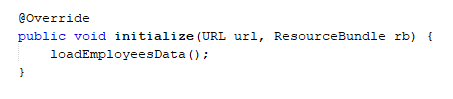 @Override
public void initialize(URL url, ResourceBundle rb) {
    loadEmployeesData();
}